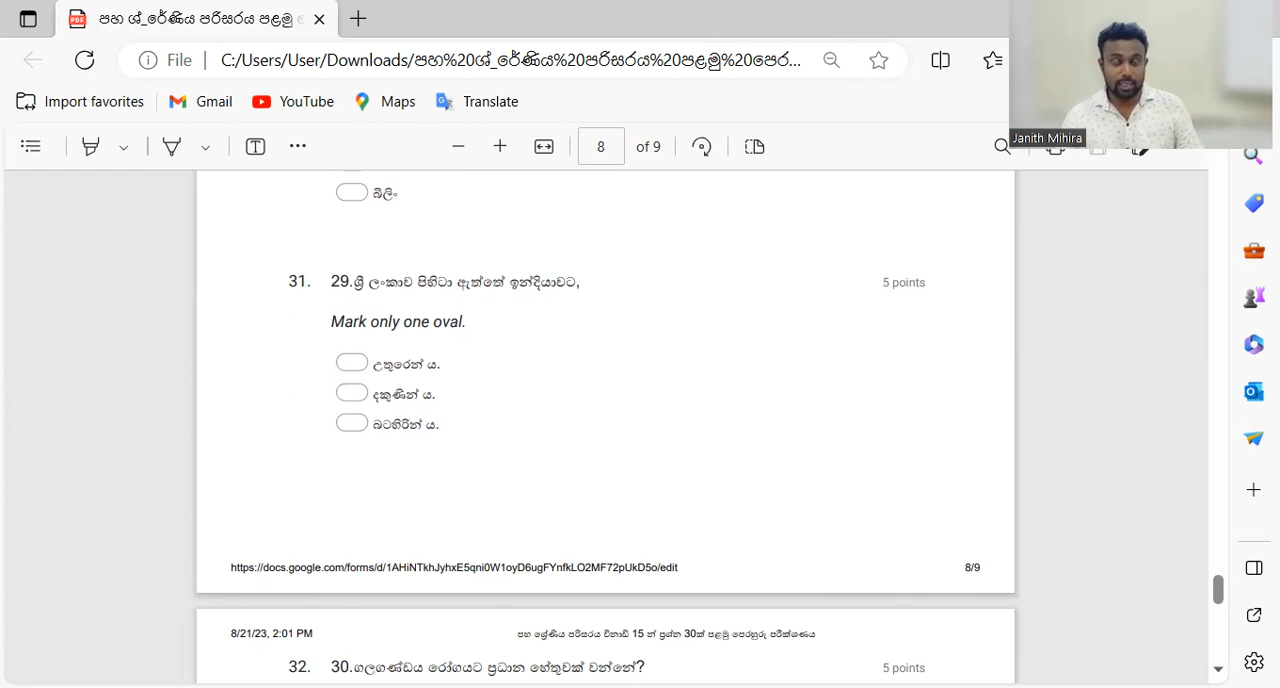 පහ ශ්_රේණිය පරිසරය පළමු
File C:/Users/User/Downloads/පහ%20ශ්_රේණිය%20පරිසරය%20පළමු%20පෙර...
Import favorites Gmail YouTube Maps Translate
Janith Mihira
8 of 9
බිලිං
31. 29.ශ්‍රී ලංකාව පිහිටා ඇත්තේ ඉන්දියාවට, 5 points
Mark only one oval.
උතුරෙන් ය.
දකුණින් ය.
බටහිරින් ය.
https://docs.google.com/forms/d/1AHiNTkhJyhxE5qni0W1oyD6ugFYnfkLO2MF72pUkD5o/edit 8/9
8/21/23, 2:01 PM පහ ශ්‍රේණිය පරිසරය විනාඩි 15 න් ප්‍රශ්න 30ක් පළමු පෙරහුරු පරීක්ෂණය
32. 30.ගලගණ්ඩය රෝගයට ප්‍රධාන හේතුවක් වන්නේ? 5 points